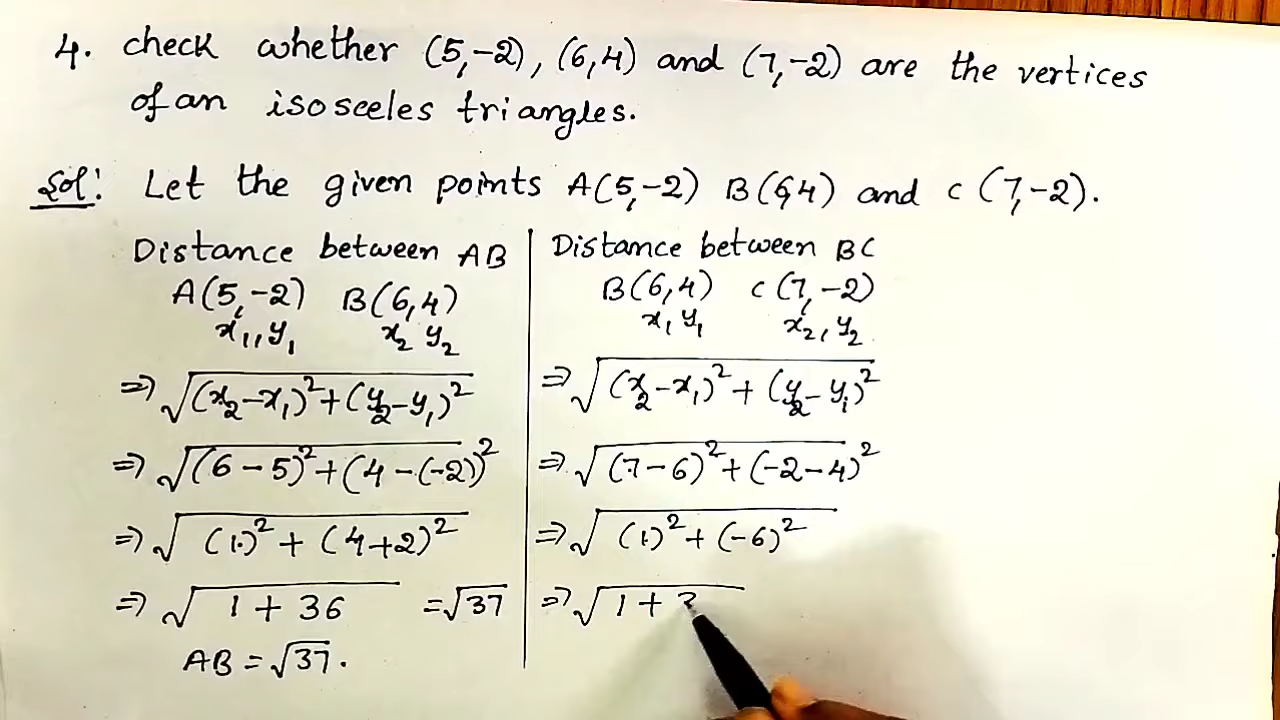 4. check whether (5,-2), (6,4) and (7,-2) are the vertices
of an isosceles triangles.
Sol: Let the given points A(5,-2) B(6,4) and C(7,-2).
Distance between AB
A(5,-2) B(6,4)
x₁, y₁ x₂ y₂
⇒ √(x₂-x₁)²+(y₂-y₁)²
⇒ √(6-5)²+(4-(-2))²
⇒ √(1)²+(4+2)²
⇒ √1+36 =√37
AB=√37.
Distance between BC
B(6,4) C(7,-2)
x₁ y₁ x₂, y₂
⇒ √(x₂-x₁)²+(y₂-y₁)²
⇒ √(7-6)²+(-2-4)²
⇒ √(1)²+(-6)²
⇒ √1+3